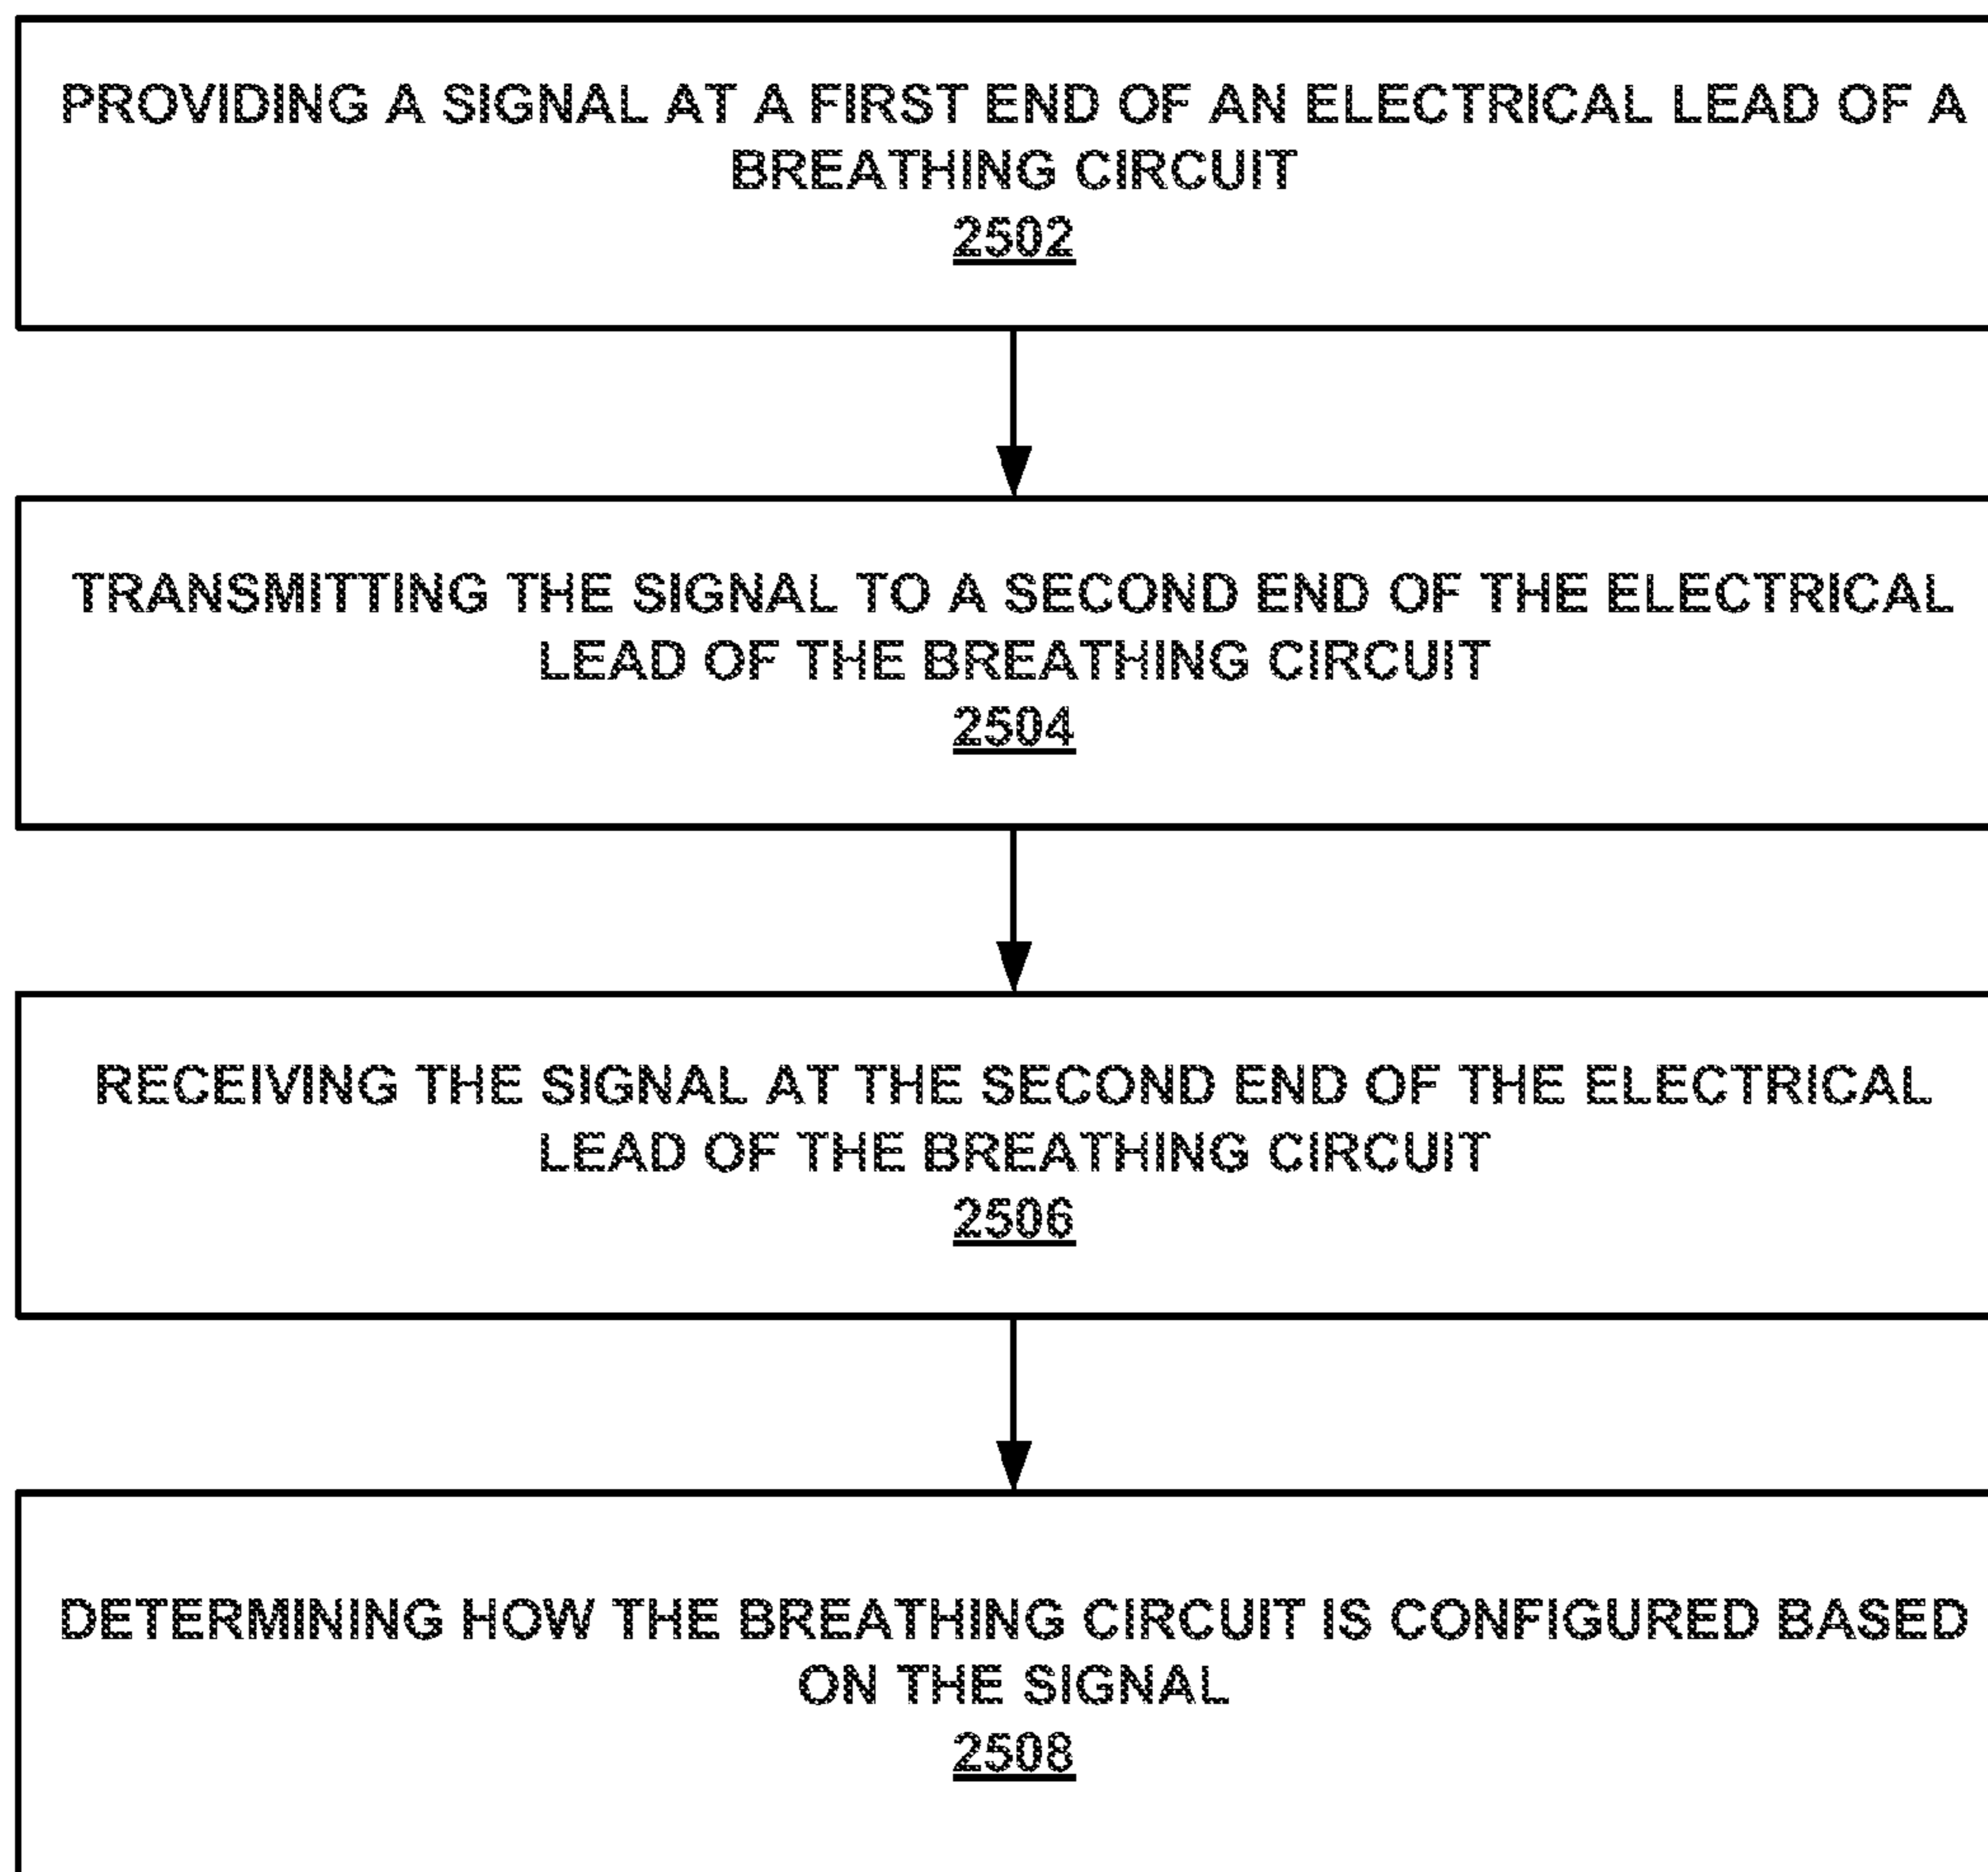 PROVIDING A SIGNAL AT A FIRST END OF AN ELECTRICAL LEAD OF A
BREATHING CIRCUIT
2502
TRANSMITTING THE SIGNAL TO A SECOND END OF THE ELECTRICAL
LEAD OF THE BREATHING CIRCUIT
2504
RECEIVING THE SIGNAL AT THE SECOND END OF THE ELECTRICAL
LEAD OF THE BREATHING CIRCUIT
2506
DETERMINING HOW THE BREATHING CIRCUIT IS CONFIGURED BASED
ON THE SIGNAL
2508